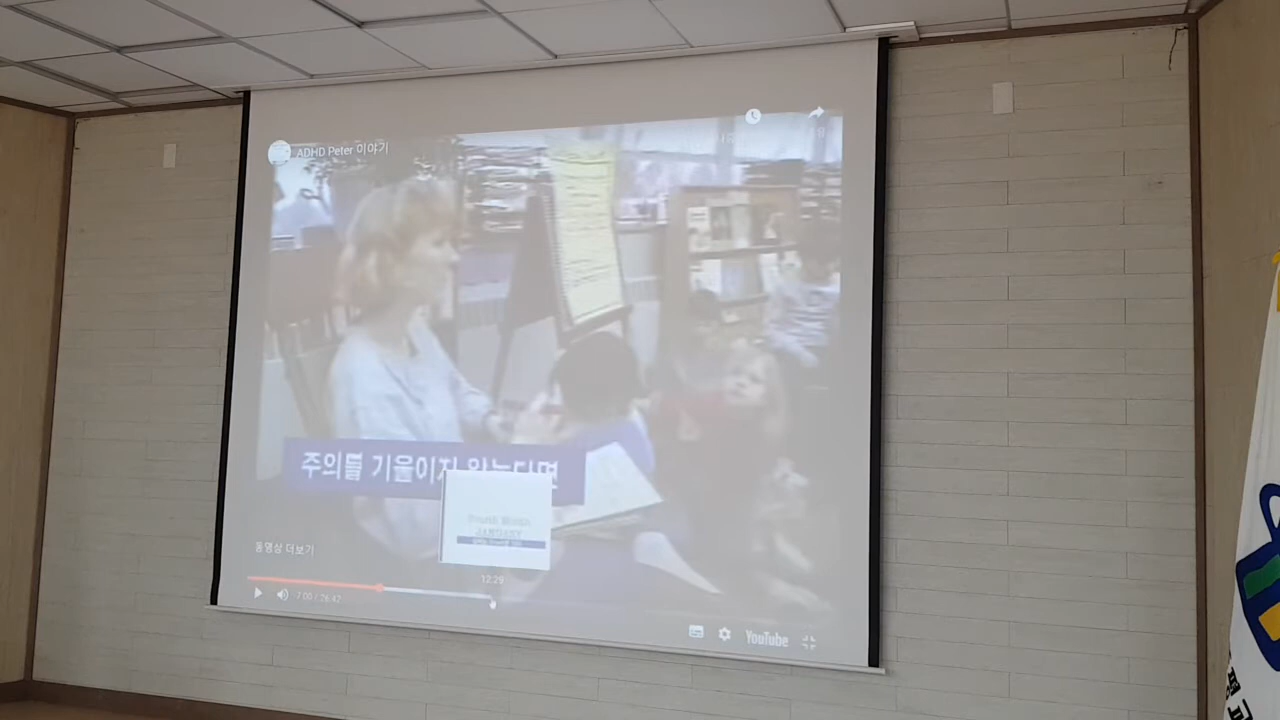 ADHD Peter 이야기
주의를 기울이지 않는다면
JANUARY
12:29
동영상 더보기
7:00 / 26:42
YouTube